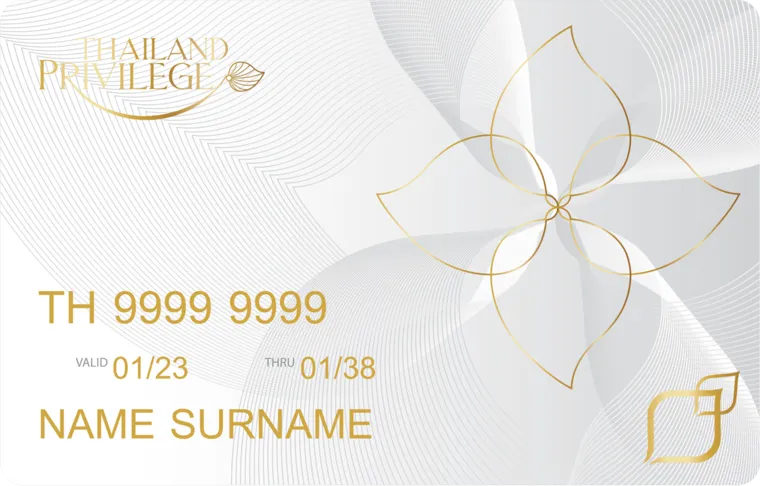 THAILAND
PRIVILEGE
TH 9999 9999
VALID 01/23 THRU 01/38
NAME SURNAME